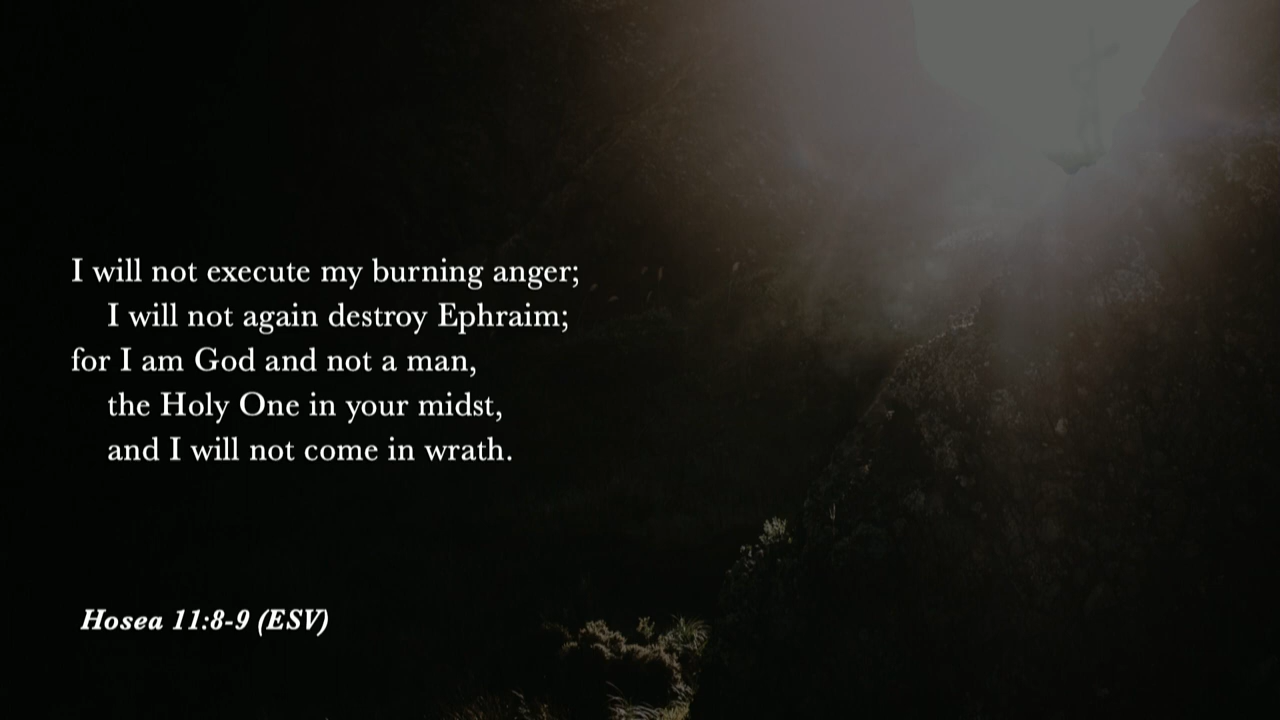 I will not execute my burning anger;
I will not again destroy Ephraim;
for I am God and not a man,
the Holy One in your midst,
and I will not come in wrath.
Hosea 11:8-9 (ESV)